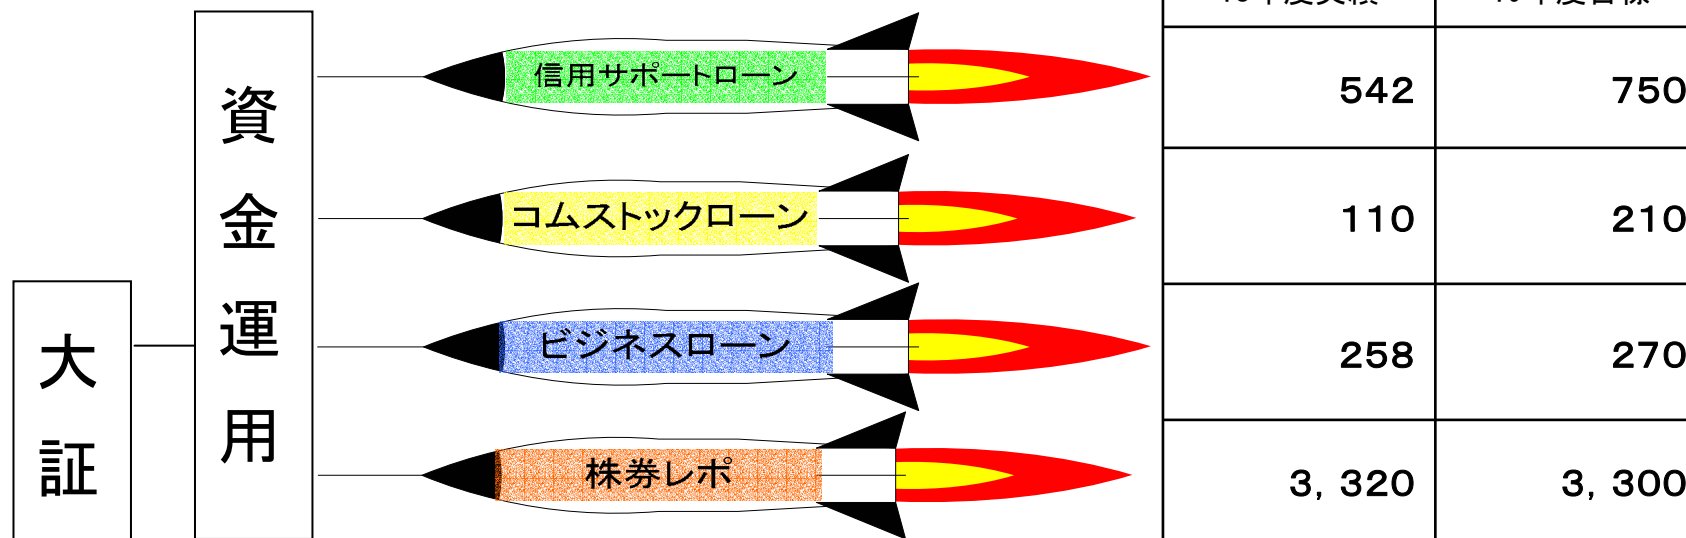 資金運用
大証
信用サポートローン
542
750
コムストックローン
110
210
ビジネスローン
258
270
株券レポ
3,320
3,300